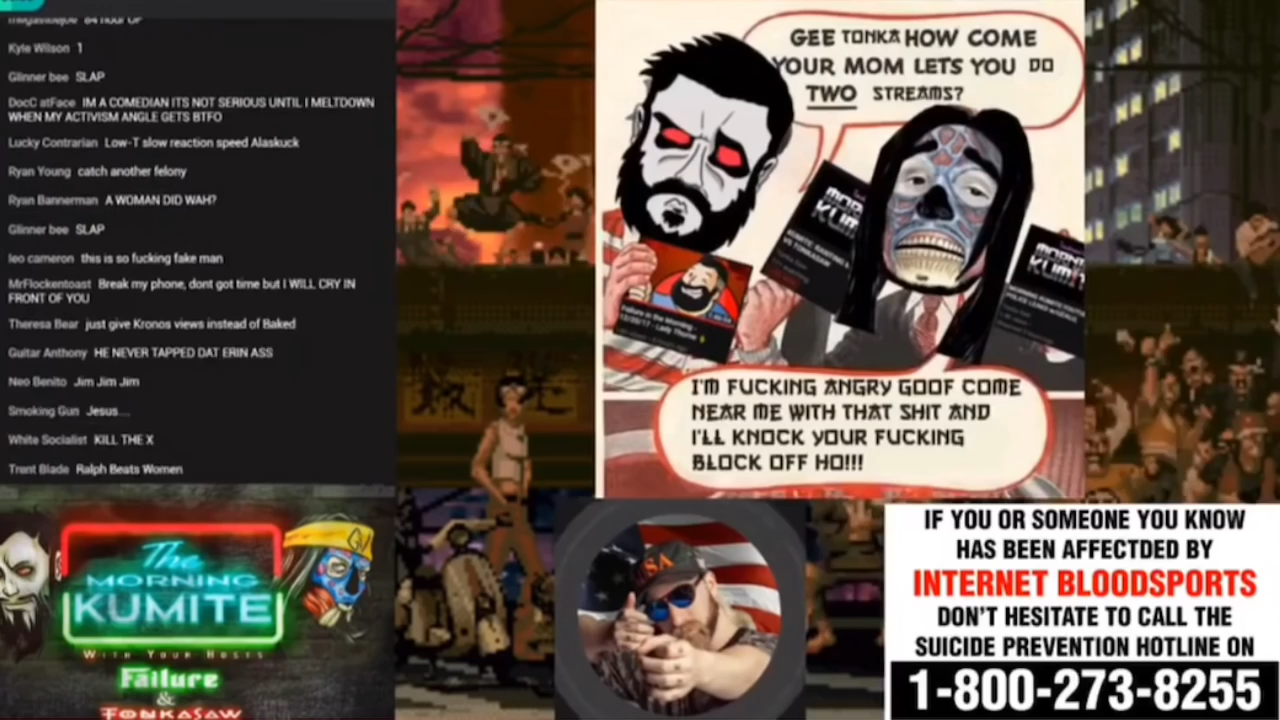 Kyle Wilson 1
Glinner bee SLAP
DocC atFace IM A COMEDIAN ITS NOT SERIOUS UNTIL I MELTDOWN
WHEN MY ACTIVISM ANGLE GETS BTFO
Lucky Contrarian Low-T slow reaction speed Alaskuck
Ryan Young catch another felony
Ryan Bannerman A WOMAN DID WAH?
Glinner bee SLAP
leo cameron this is so fucking fake man
MrFlockentoast Break my phone, dont got time but I WILL CRY IN
FRONT OF YOU
Theresa Bear just give Kronos views instead of Baked
Guitar Anthony HE NEVER TAPPED DAT ERIN ASS
Neo Benito Jim Jim Jim
Smoking Gun Jesus....
White Socialist KILL THE X
Trent Blade Ralph Beats Women
The
MORNING
KUMITE
WITH YOUR HOSTS
Failure
&
TONKASAW
GEE TONKA HOW COME
YOUR MOM LETS YOU DO
TWO STREAMS?
Failure in the Morning -
I'M FUCKING ANGRY GOOF COME
NEAR ME WITH THAT SHIT AND
I'LL KNOCK YOUR FUCKING
BLOCK OFF HO!!!
IF YOU OR SOMEONE YOU KNOW
HAS BEEN AFFECTDED BY
INTERNET BLOODSPORTS
DON'T HESITATE TO CALL THE
SUICIDE PREVENTION HOTLINE ON
1-800-273-8255